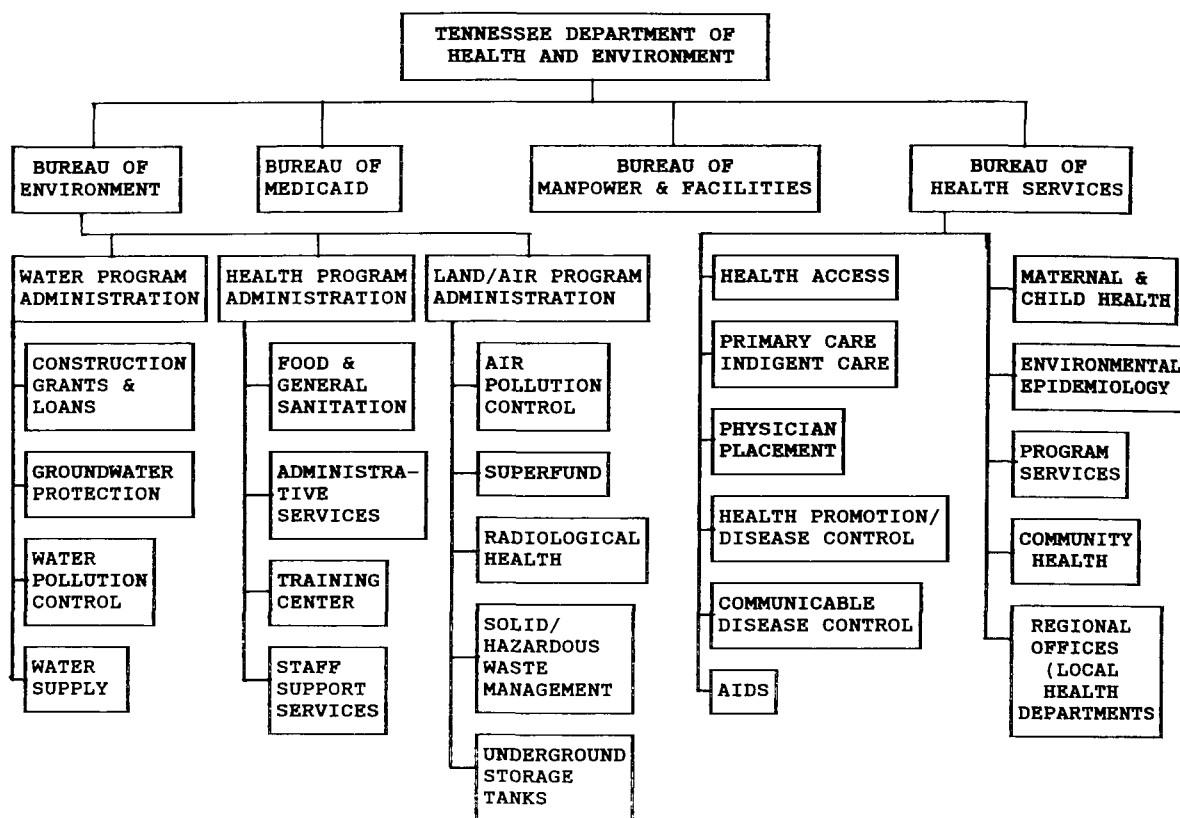 TENNESSEE DEPARTMENT OF
HEALTH AND ENVIRONMENT
BUREAU OF
ENVIRONMENT
BUREAU OF
MEDICAID
BUREAU OF
MANPOWER & FACILITIES
BUREAU OF
HEALTH SERVICES
WATER PROGRAM
ADMINISTRATION
CONSTRUCTION
GRANTS &
LOANS
GROUNDWATER
PROTECTION
WATER
POLLUTION
CONTROL
WATER
SUPPLY
HEALTH PROGRAM
ADMINISTRATION
FOOD &
GENERAL
SANITATION
ADMINISTRA-
TIVE
SERVICES
TRAINING
CENTER
STAFF
SUPPORT
SERVICES
LAND/AIR PROGRAM
ADMINISTRATION
AIR
POLLUTION
CONTROL
SUPERFUND
RADIOLOGICAL
HEALTH
SOLID/
HAZARDOUS
WASTE
MANAGEMENT
UNDERGROUND
STORAGE
TANKS
HEALTH ACCESS
PRIMARY CARE
INDIGENT CARE
PHYSICIAN
PLACEMENT
HEALTH PROMOTION/
DISEASE CONTROL
COMMUNICABLE
DISEASE CONTROL
AIDS
MATERNAL &
CHILD HEALTH
ENVIRONMENTAL
EPIDEMIOLOGY
PROGRAM
SERVICES
COMMUNITY
HEALTH
REGIONAL
OFFICES
(LOCAL
HEALTH
DEPARTMENTS